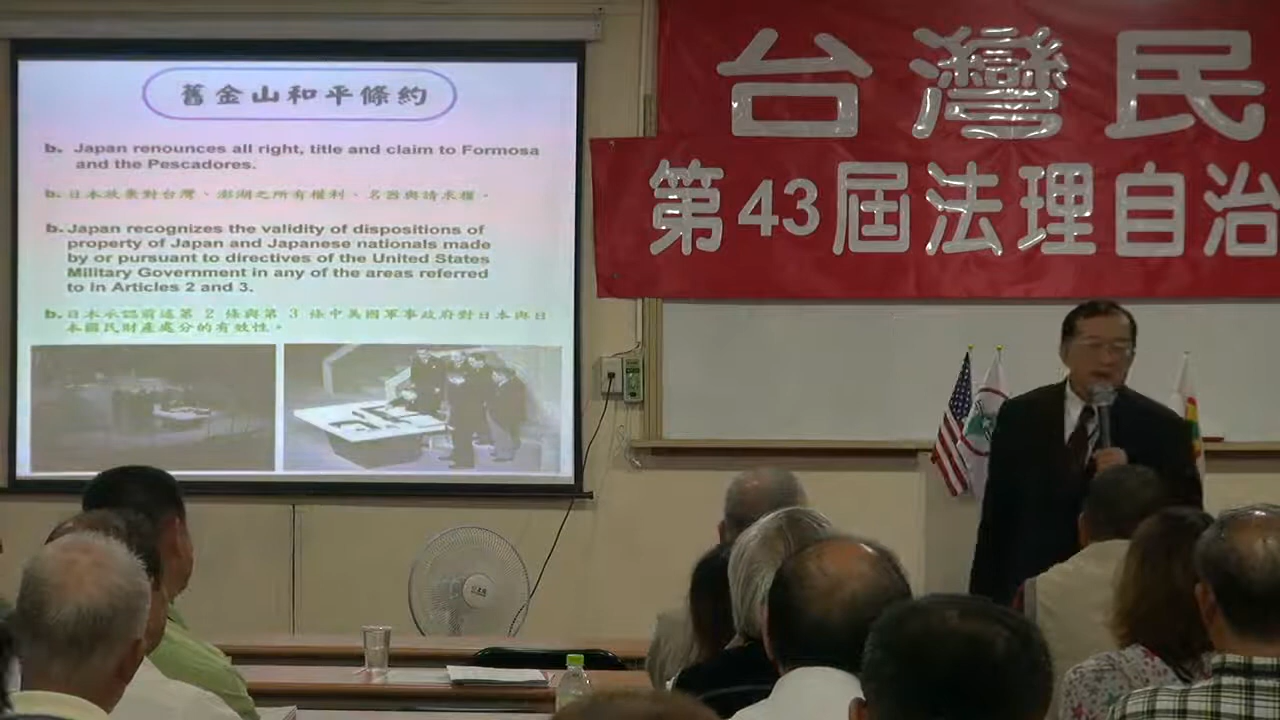 舊金山和平條約
b. Japan renounces all right, title and claim to Formosa
and the Pescadores.
b. 日本放棄對台灣、澎湖之所有權利、名器與請求權。
b. Japan recognizes the validity of dispositions of
property of Japan and Japanese nationals made
by or pursuant to directives of the United States
Military Government in any of the areas referred
to in Articles 2 and 3.
b. 日本承認前述第 2 條與第 3 條中美國軍事政府對日本與日
本國民財產處分的有效性。
台灣民
第43屆法理自治